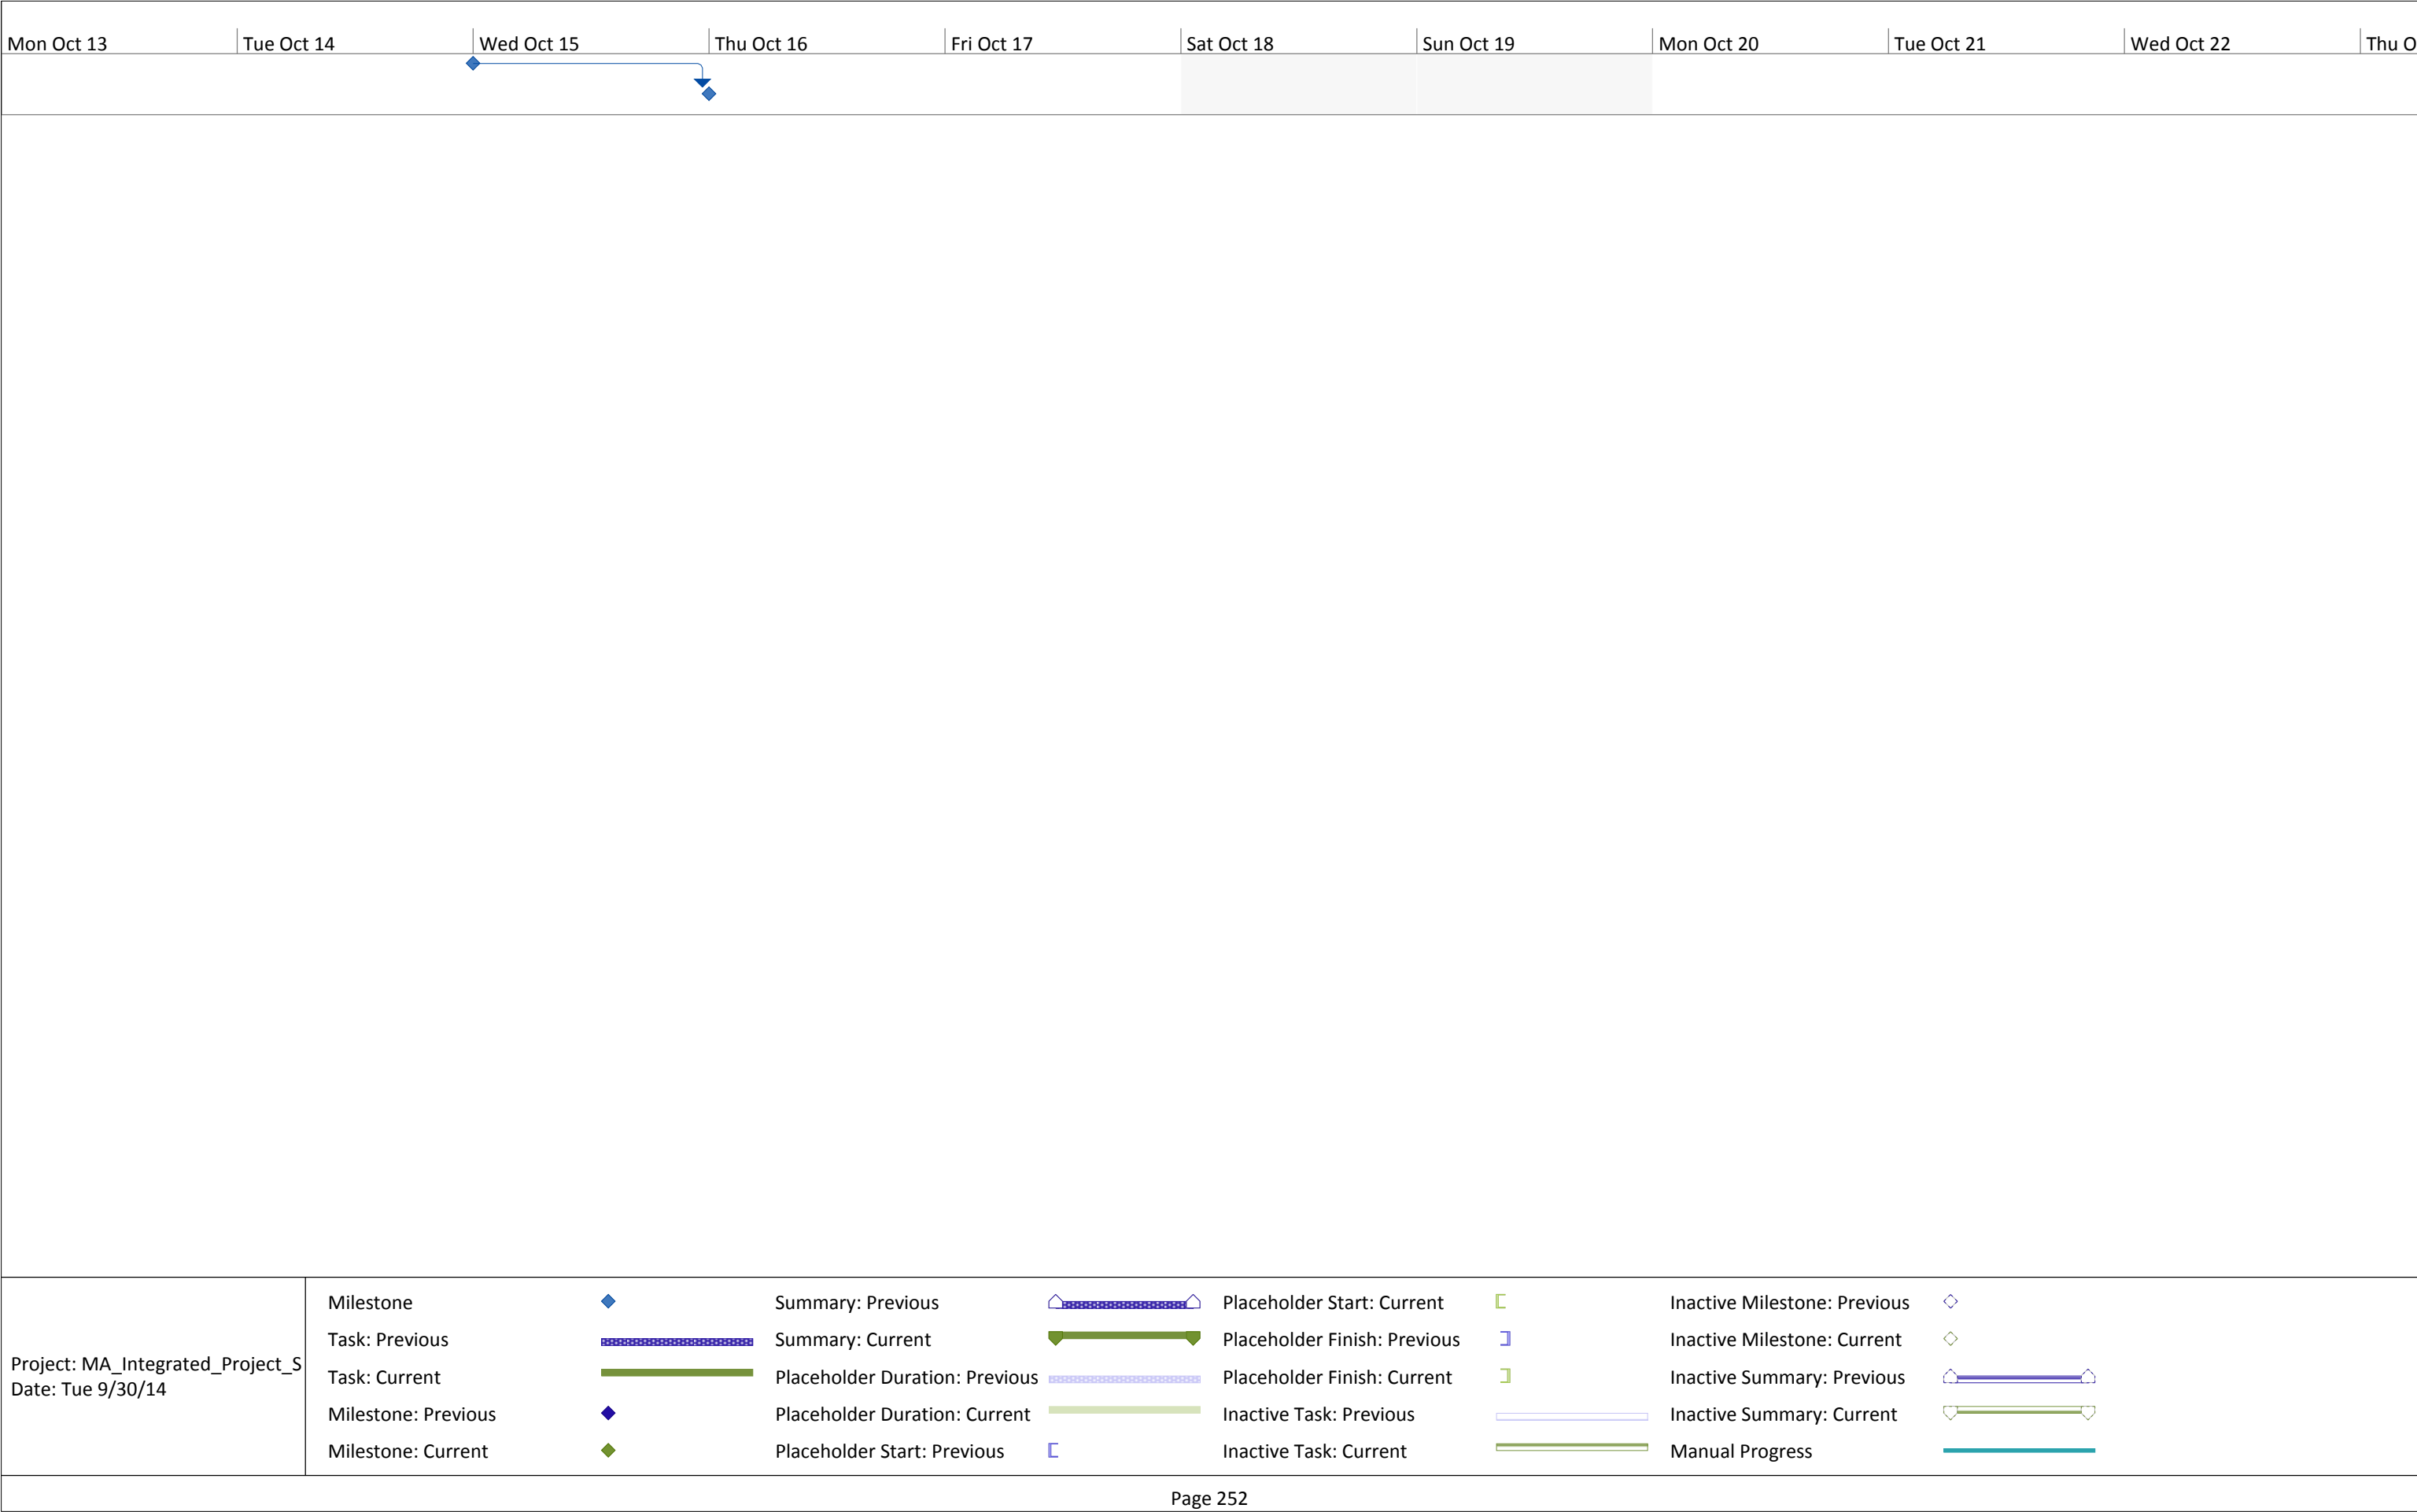 Mon Oct 13 Tue Oct 14 Wed Oct 15 Thu Oct 16 Fri Oct 17 Sat Oct 18 Sun Oct 19 Mon Oct 20 Tue Oct 21 Wed Oct 22 Thu O
Project: MA_Integrated_Project_S
Date: Tue 9/30/14
Milestone
Task: Previous
Task: Current
Milestone: Previous
Milestone: Current
Summary: Previous
Summary: Current
Placeholder Duration: Previous
Placeholder Duration: Current
Placeholder Start: Previous
Placeholder Start: Current
Placeholder Finish: Previous
Placeholder Finish: Current
Inactive Task: Previous
Inactive Task: Current
Inactive Milestone: Previous
Inactive Milestone: Current
Inactive Summary: Previous
Inactive Summary: Current
Manual Progress
Page 252